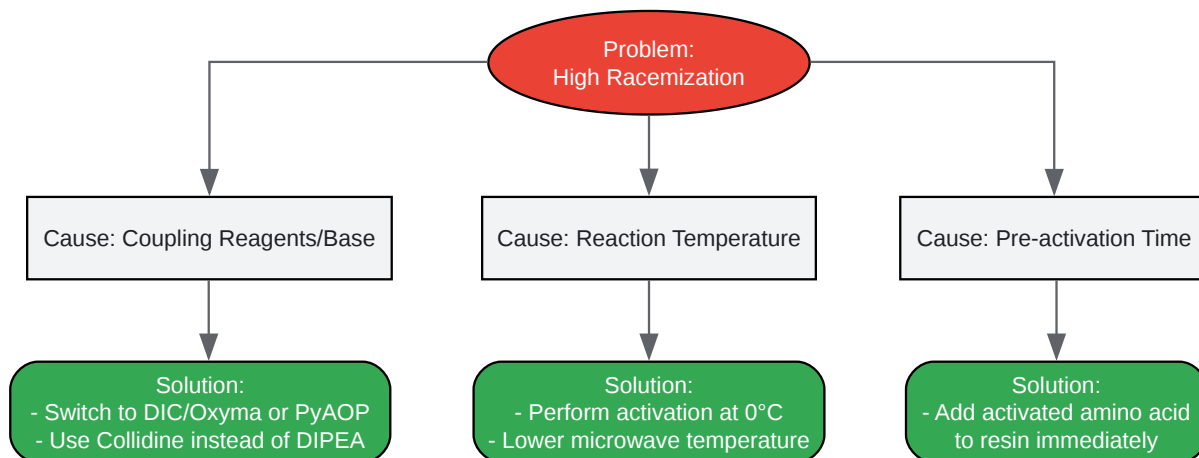 Problem:
High Racemization
Cause: Coupling Reagents/Base
Cause: Reaction Temperature
Cause: Pre-activation Time
Solution:
- Switch to DIC/Oxyma or PyAOP
- Use Collidine instead of DIPEA
Solution:
- Perform activation at 0°C
- Lower microwave temperature
Solution:
- Add activated amino acid
to resin immediately